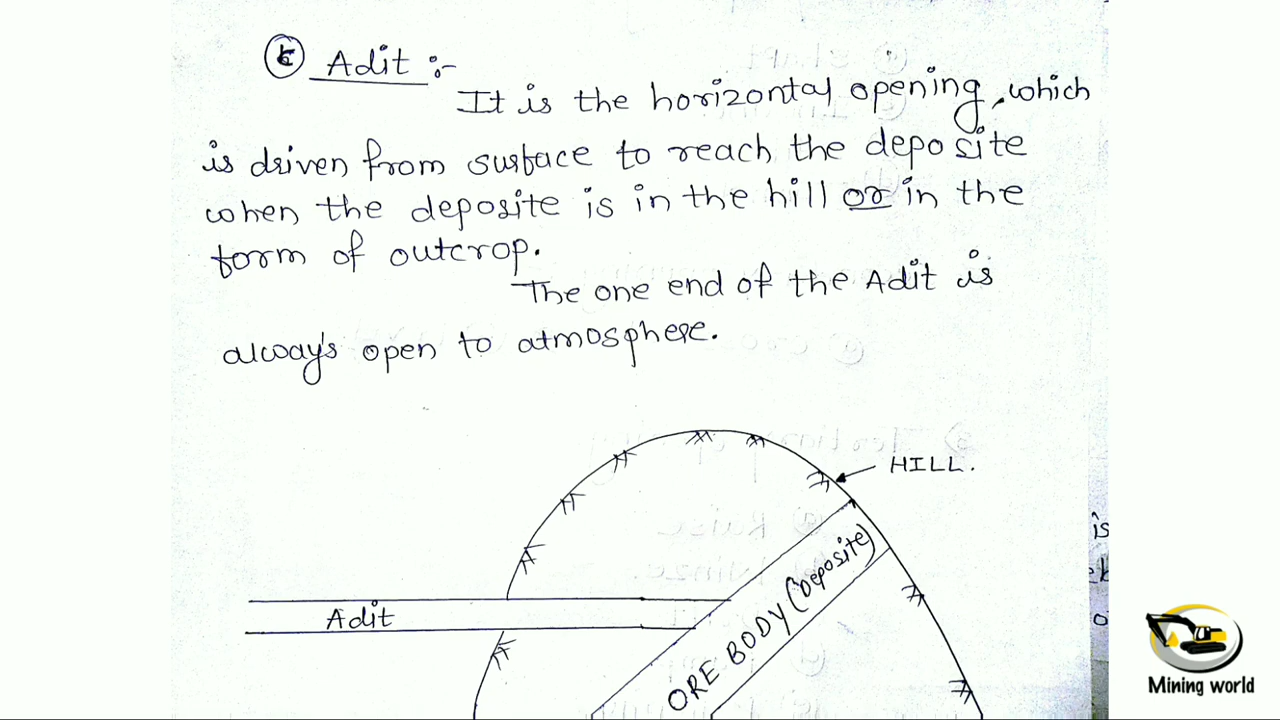 Adit :-
It is the horizontal opening, which
is driven from surface to reach the deposite
when the deposite is in the hill or in the
form of outcrop.
The one end of the Adit is
alway's open to atmosphere.
HILL.
ORE BODY (Deposite)
Adit
is
Mining world